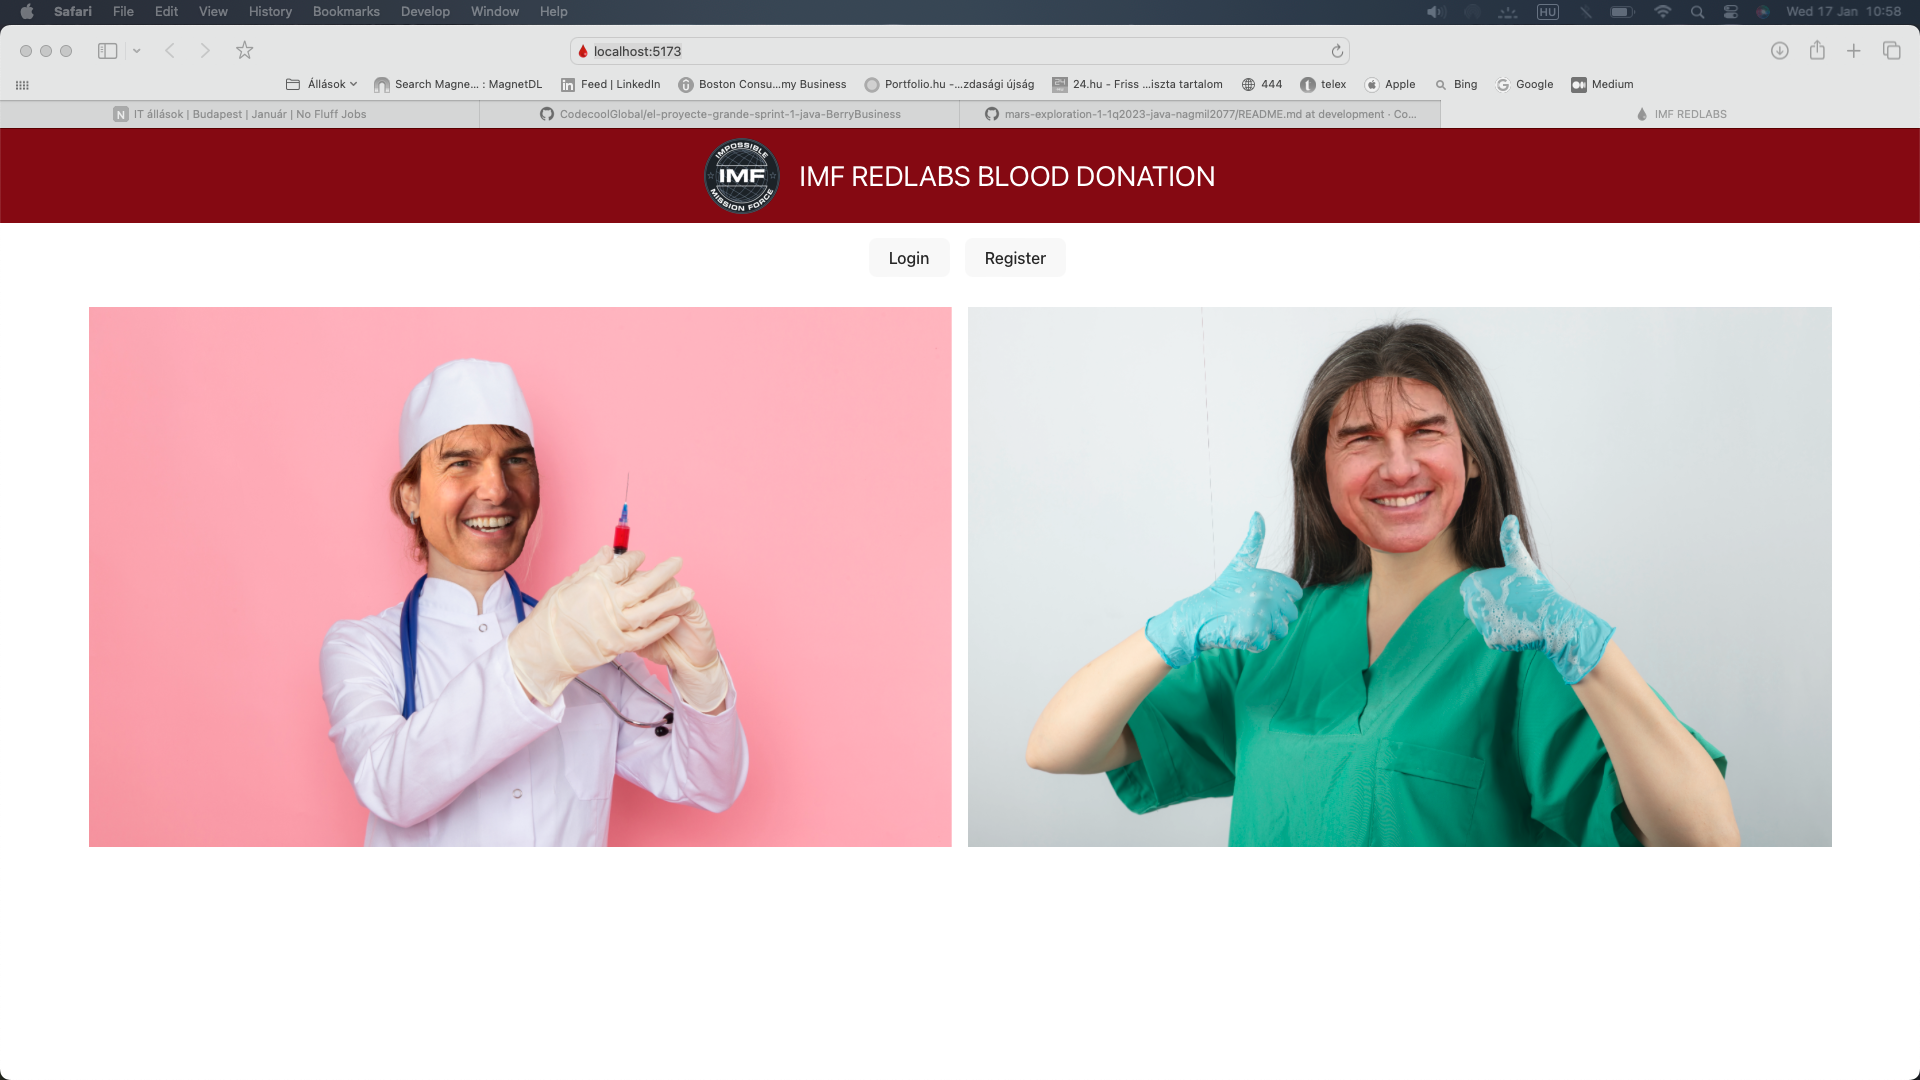 Safari File Edit View History Bookmarks Develop Window Help HU Wed 17 Jan 10:58
localhost:5173
Állások Search Magne... : MagnetDL Feed | LinkedIn Boston Consu...my Business Portfolio.hu -...zdasági újság 24.hu - Friss ...iszta tartalom 444 telex Apple Bing Google Medium
N IT állások | Budapest | Január | No Fluff Jobs CodecoolGlobal/el-proyecte-grande-sprint-1-java-BerryBusiness mars-exploration-1-1q2023-java-nagmil2077/README.md at development · Co... IMF REDLABS
IMPOSSIBLE
IMF
MISSION FORCE
IMF REDLABS BLOOD DONATION
Login Register